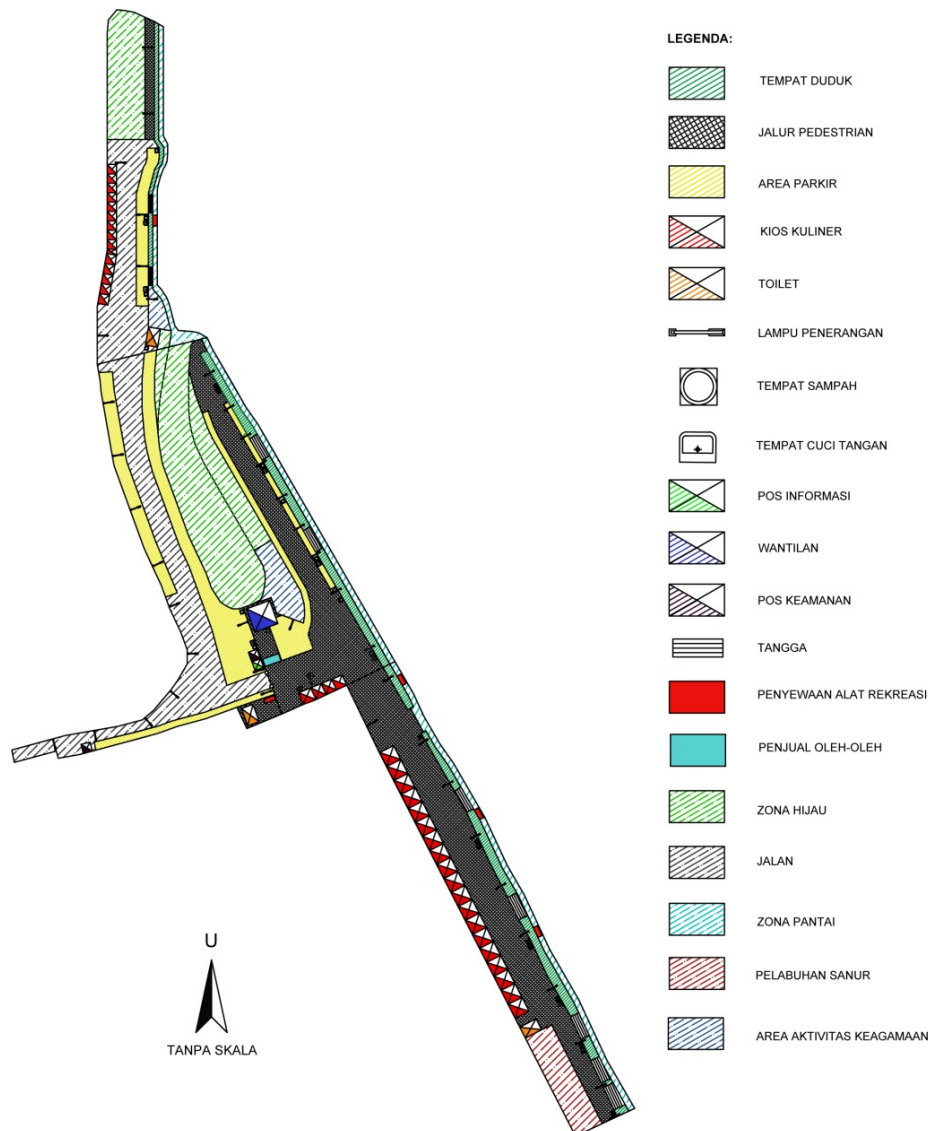 LEGENDA:
TEMPAT DUDUK
JALUR PEDESTRIAN
AREA PARKIR
KIOS KULINER
TOILET
LAMPU PENERANGAN
TEMPAT SAMPAH
TEMPAT CUCI TANGAN
POS INFORMASI
WANTILAN
POS KEAMANAN
TANGGA
PENYEWAAN ALAT REKREASI
PENJUAL OLEH-OLEH
ZONA HIJAU
JALAN
ZONA PANTAI
PELABUHAN SANUR
AREA AKTIVITAS KEAGAMAAN
U
TANPA SKALA